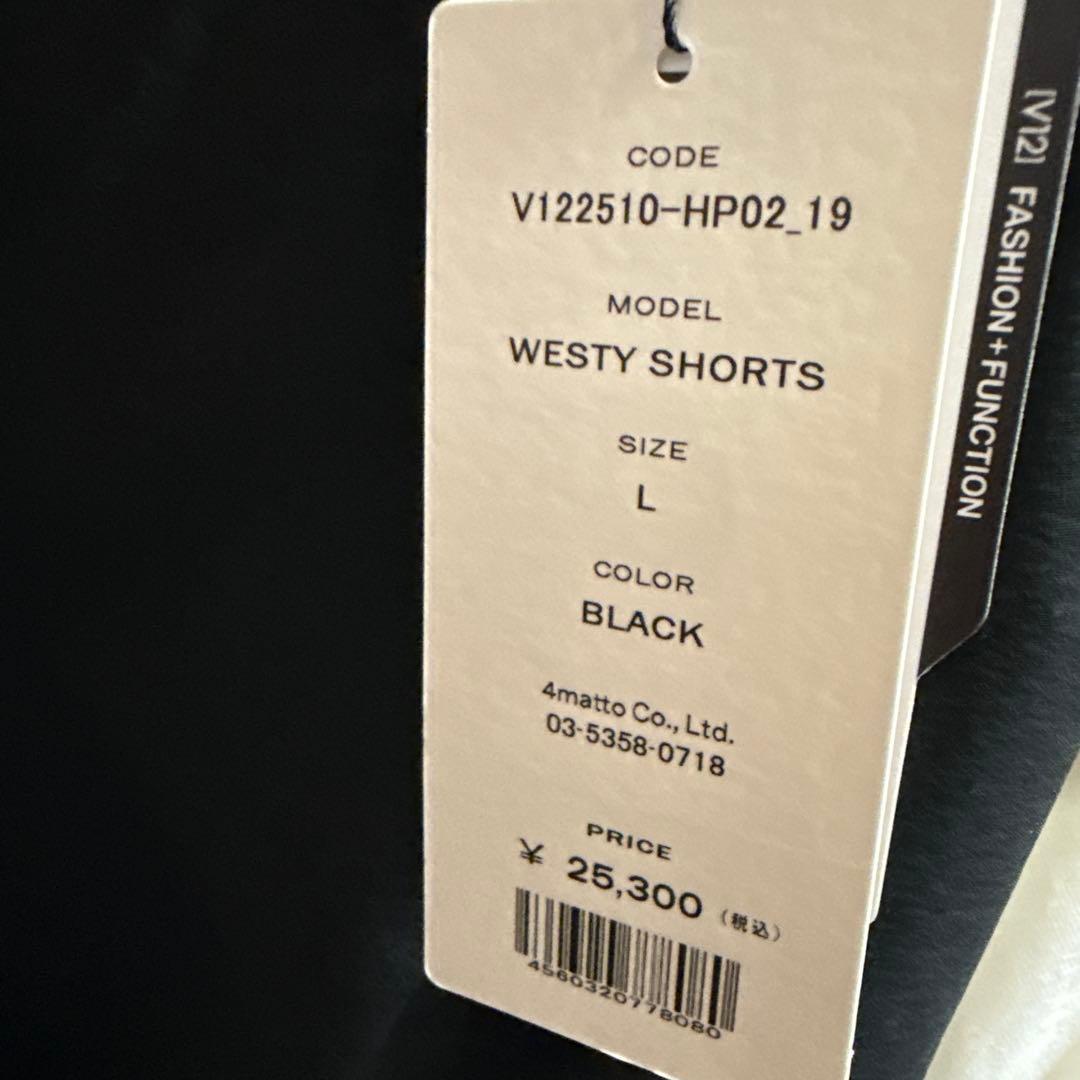 CODE
V122510-HP02_19
MODEL
WESTY SHORTS
SIZE
L
COLOR
BLACK
4matto Co., Ltd.
03-5358-0718
PRICE
¥ 25,300 (税込)
4560320778080
[V12] FASHION+FUNCTION